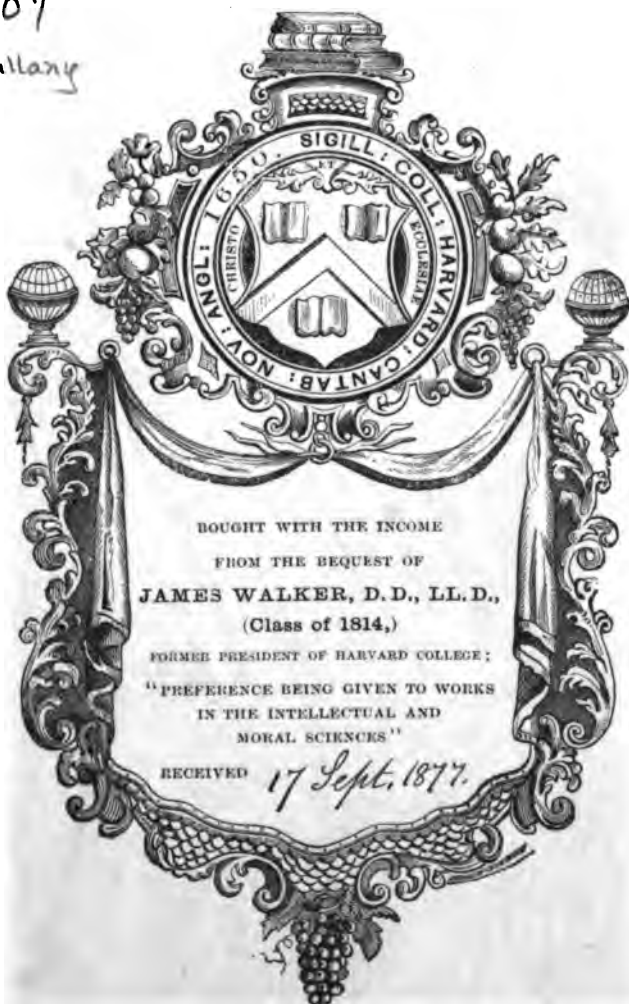 SIGILL: COLL: HARVARD: CANTAB: NOV: ANGL: 1650.
ET
CHRISTO
ECCLESIAE
BOUGHT WITH THE INCOME
FROM THE BEQUEST OF
JAMES WALKER, D.D., LL.D.,
(Class of 1814,)
FORMER PRESIDENT OF HARVARD COLLEGE;
"PREFERENCE BEING GIVEN TO WORKS
IN THE INTELLECTUAL AND
MORAL SCIENCES"
RECEIVED 17 Sept. 1877.